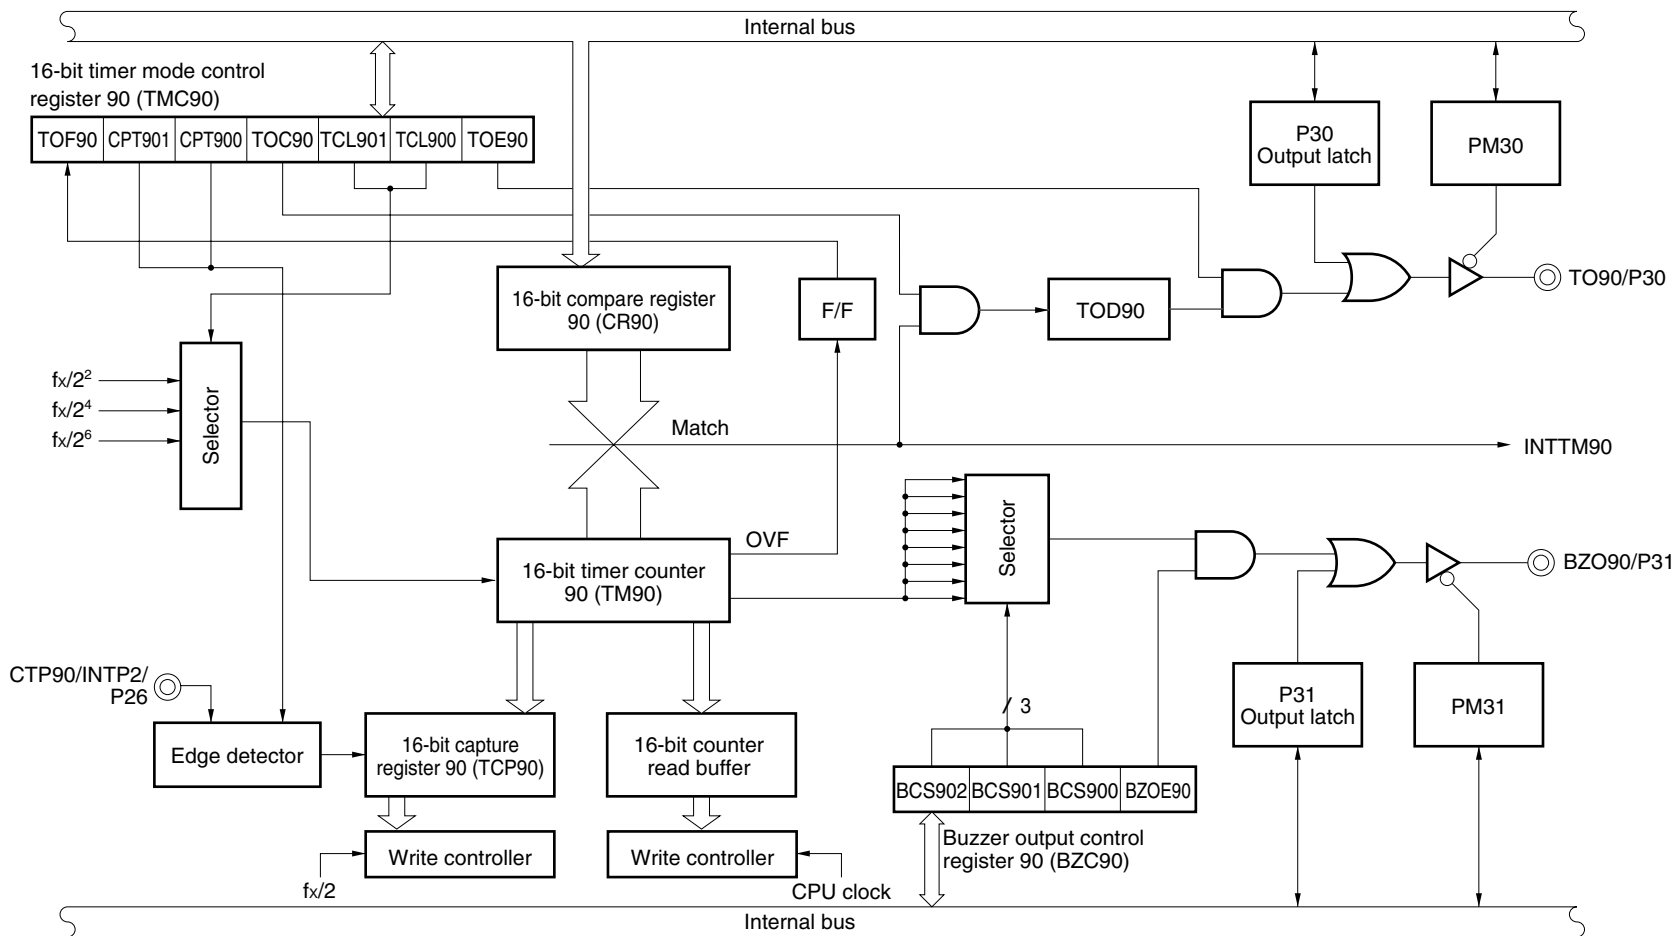 Internal bus
16-bit timer mode control
register 90 (TMC90)
TOF90 CPT901 CPT900 TOC90 TCL901 TCL900 TOE90
P30
Output latch
PM30
16-bit compare register
90 (CR90)
F/F
TOD90
TO90/P30
fx/2²
fx/2⁴
fx/2⁶
Selector
Match
INTTM90
OVF
16-bit timer counter
90 (TM90)
Selector
BZO90/P31
CTP90/INTP2/
P26
Edge detector
16-bit capture
register 90 (TCP90)
16-bit counter
read buffer
3
P31
Output latch
PM31
BCS902 BCS901 BCS900 BZOE90
Buzzer output control
register 90 (BZC90)
Write controller
Write controller
fx/2
CPU clock
Internal bus